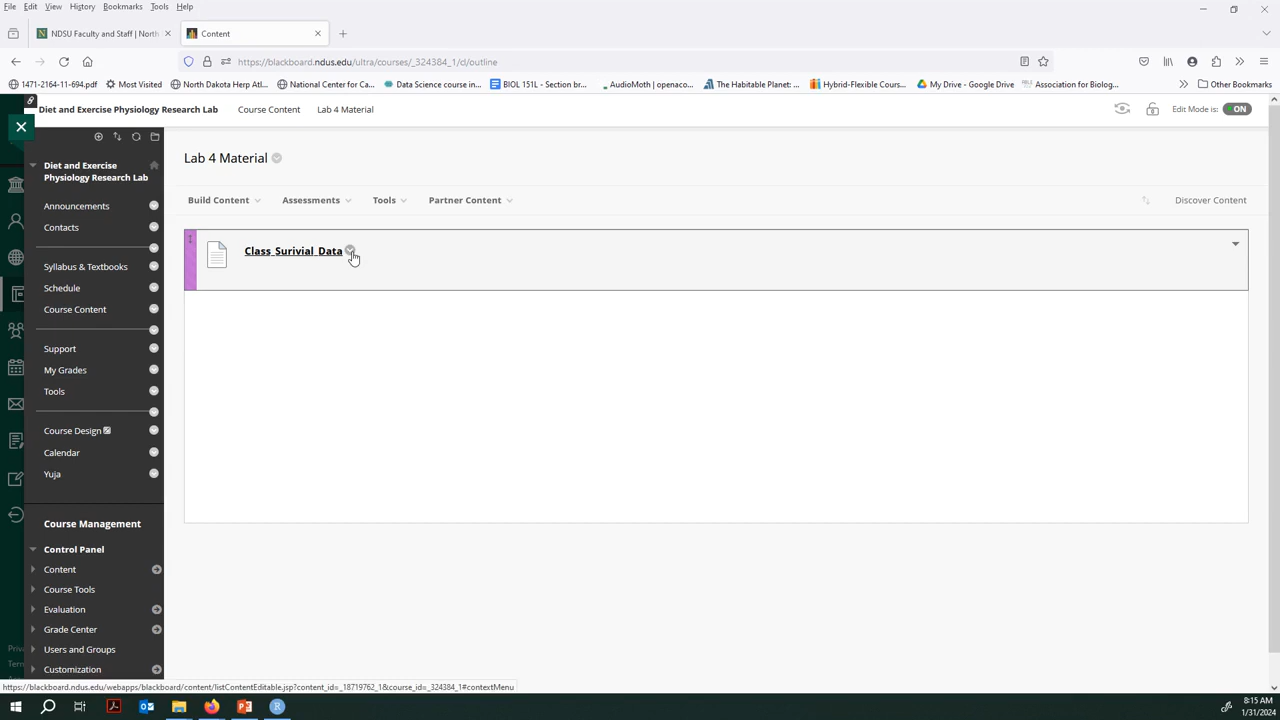 File Edit View History Bookmarks Tools Help
NDSU Faculty and Staff | North
Content
https://blackboard.ndus.edu/ultra/courses/_324384_1/cl/outline
1471-2164-11-694.pdf Most Visited North Dakota Herp Atl... National Center for Ca... Data Science course in... BIOL 151L - Section br... AudioMoth | openaco... The Habitable Planet: ... Hybrid-Flexible Cours... My Drive - Google Drive Association for Biolog... Other Bookmarks
Diet and Exercise Physiology Research Lab Course Content Lab 4 Material Edit Mode is: ON
Diet and Exercise
Physiology Research Lab
Announcements
Contacts
Syllabus & Textbooks
Schedule
Course Content
Support
My Grades
Tools
Course Design
Calendar
Yuja
Course Management
Control Panel
Content
Course Tools
Evaluation
Grade Center
Users and Groups
Customization
Lab 4 Material
Build Content Assessments Tools Partner Content Discover Content
Class_Surivial_Data
https://blackboard.ndus.edu/webapps/blackboard/content/listContentEditable.jsp?content_id=_18719762_1&course_id=_324384_1#contextMenu
8:15 AM
1/31/2024